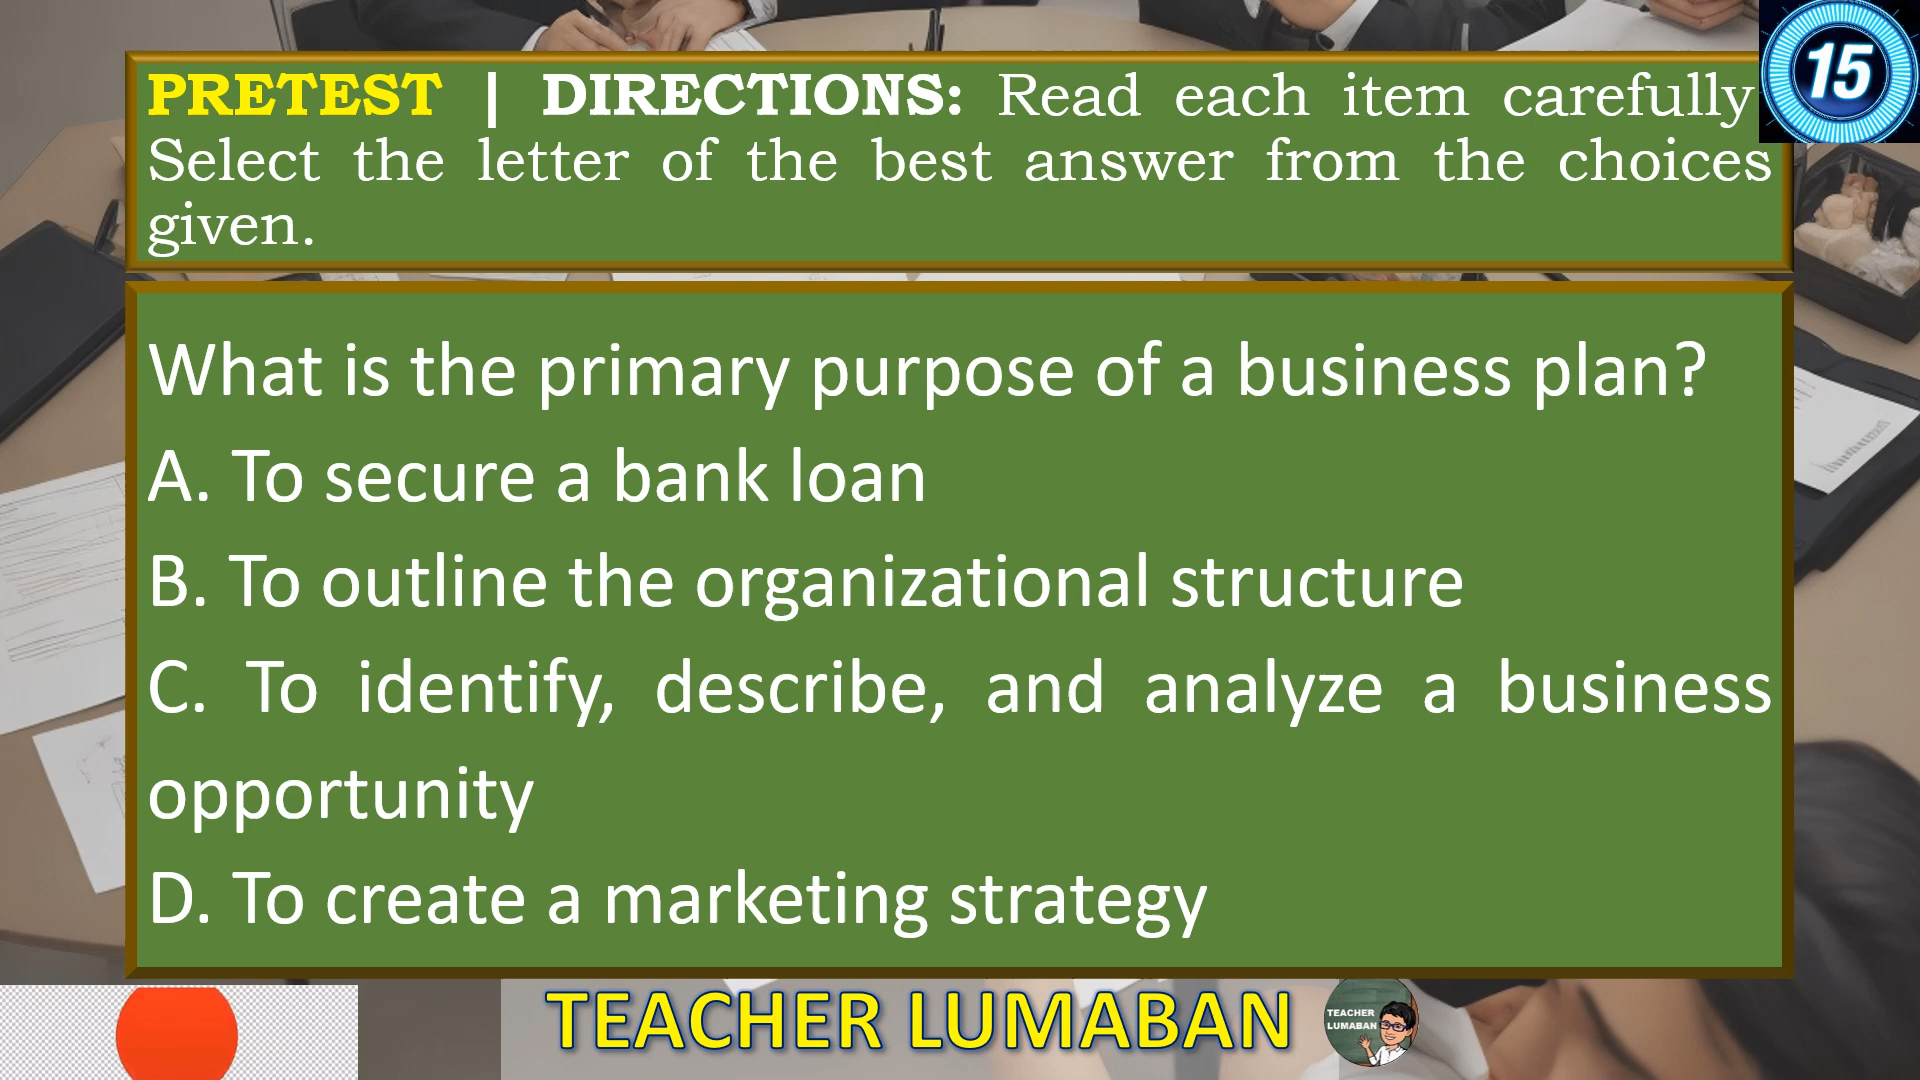 PRETEST | DIRECTIONS: Read each item carefully
Select the letter of the best answer from the choices
given.
15
What is the primary purpose of a business plan?
A. To secure a bank loan
B. To outline the organizational structure
C. To identify, describe, and analyze a business
opportunity
D. To create a marketing strategy
TEACHER LUMABAN
TEACHER
LUMABAN